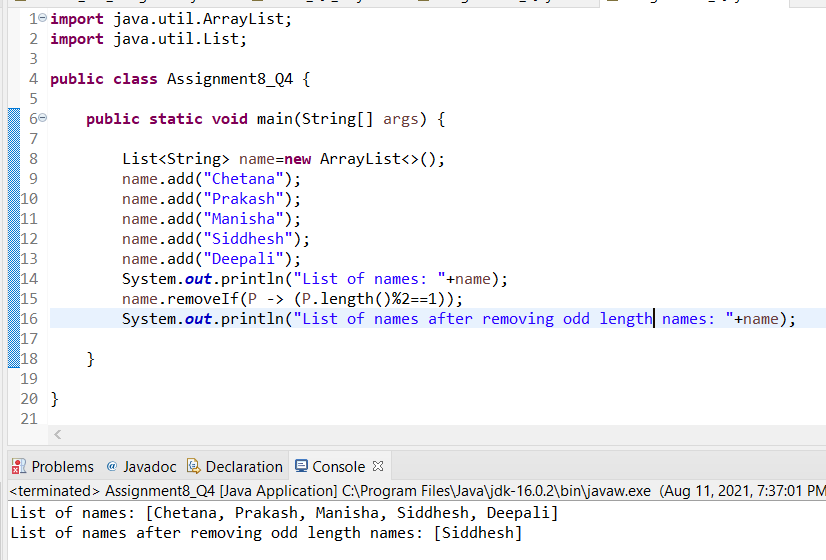 1 import java.util.ArrayList;
2 import java.util.List;
3
4 public class Assignment8_Q4 {
5
6     public static void main(String[] args) {
7
8         List<String> name=new ArrayList<>();
9         name.add("Chetana");
10         name.add("Prakash");
11         name.add("Manisha");
12         name.add("Siddhesh");
13         name.add("Deepali");
14         System.out.println("List of names: "+name);
15         name.removeIf(P -> (P.length()%2==1));
16         System.out.println("List of names after removing odd length names: "+name);
17
18     }
19
20 }
21
Problems @ Javadoc Declaration Console
<terminated> Assignment8_Q4 [Java Application] C:\Program Files\Java\jdk-16.0.2\bin\javaw.exe (Aug 11, 2021, 7:37:01 PM
List of names: [Chetana, Prakash, Manisha, Siddhesh, Deepali]
List of names after removing odd length names: [Siddhesh]